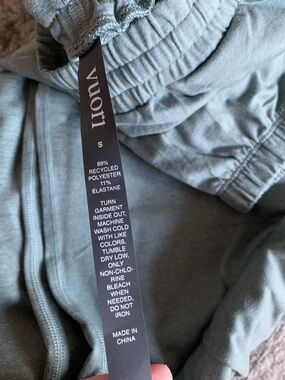 vuori
S
89%
RECYCLED
POLYESTER
11%
ELASTANE
TURN
GARMENT
INSIDE OUT.
MACHINE
WASH COLD
WITH LIKE
COLORS,
TUMBLE
DRY LOW.
ONLY
NON-CHLO-
RINE
BLEACH
WHEN
NEEDED,
DO NOT
IRON
MADE IN
CHINA